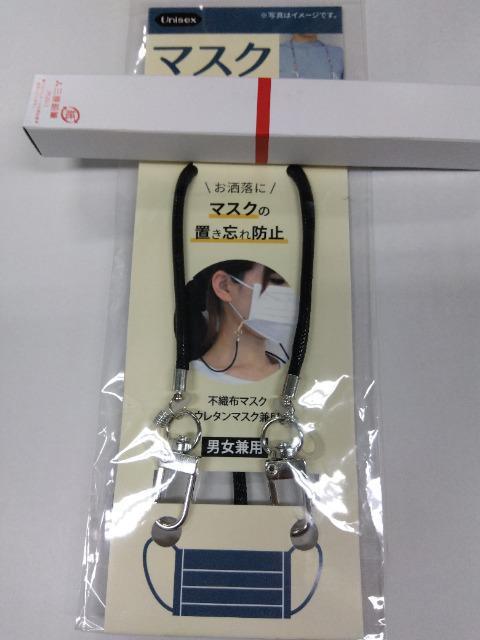 Unisex
※写真はイメージです。
マスク
\ お洒落に /
マスクの
置き忘れ防止
不織布マスク
ウレタンマスク兼用
男女兼用